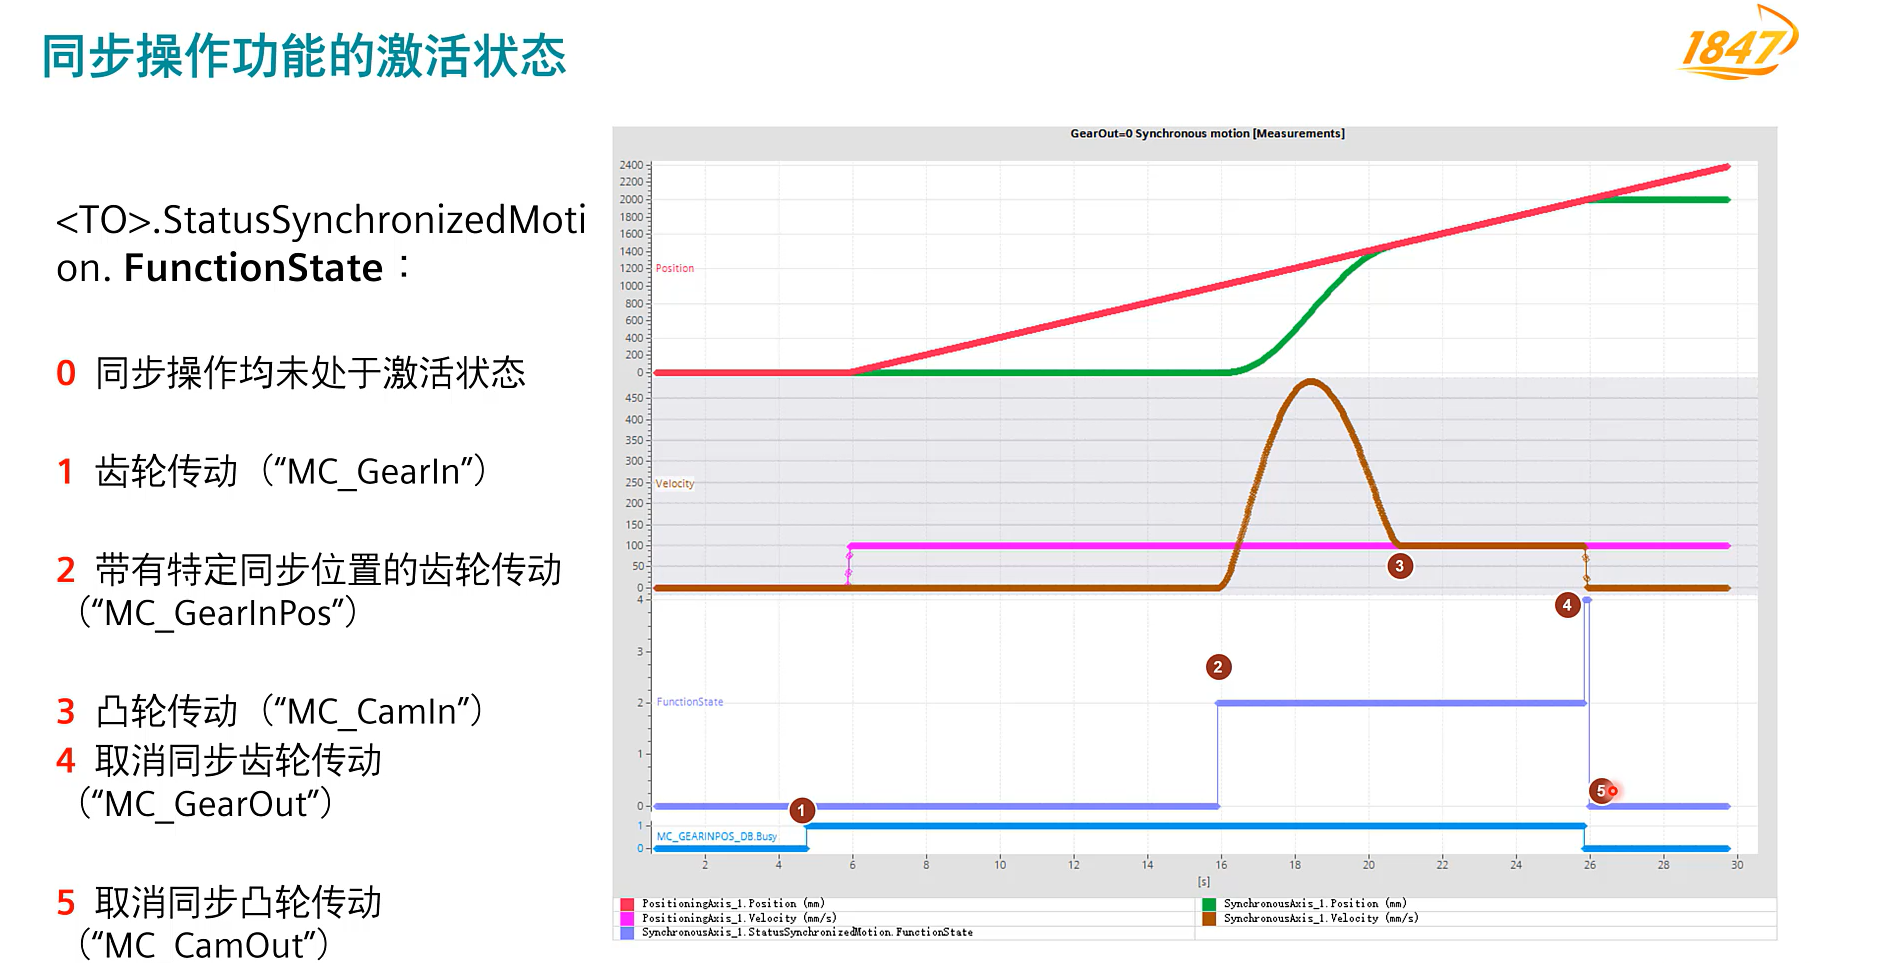 同步操作功能的激活状态
1847
<TO>.StatusSynchronizedMoti
on. FunctionState：
0 同步操作均未处于激活状态
1 齿轮传动（“MC_GearIn”）
2 带有特定同步位置的齿轮传动
（“MC_GearInPos”）
3 凸轮传动（“MC_CamIn”）
4 取消同步齿轮传动
（“MC_GearOut”）
5 取消同步凸轮传动
（“MC_CamOut”）
GearOut=0 Synchronous motion [Measurements]
2400
2200
2000
1800
1600
1400
1200
1000
800
600
400
200
0
Position
450
400
350
300
250
200
150
100
50
0
Velocity
3
4
3
2
1
0
FunctionState
4
2
5
1
1
0
MC_GEARINPOS_DB.Busy
2 4 6 8 10 12 14 16 18 20 22 24 26 28 30
[s]
PositioningAxis_1.Position (mm)
SynchronousAxis_1.Position (mm)
PositioningAxis_1.Velocity (mm/s)
SynchronousAxis_1.Velocity (mm/s)
SynchronousAxis_1.StatusSynchronizedMotion.FunctionState